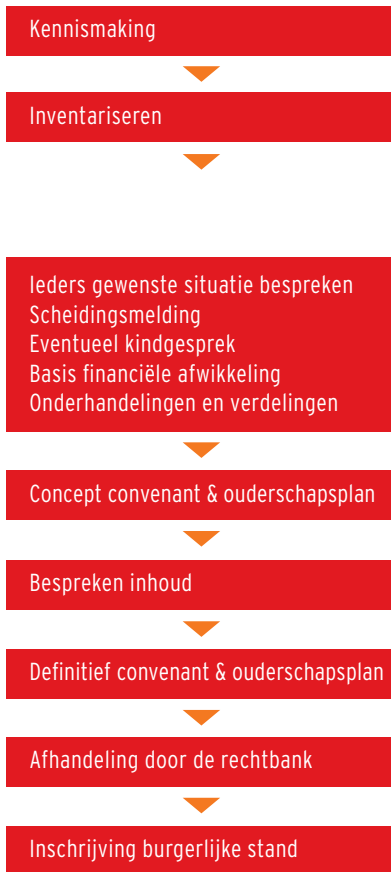 Kennismaking
Inventariseren
Ieders gewenste situatie bespreken
Scheidingsmelding
Eventueel kindgesprek
Basis financiële afwikkeling
Onderhandelingen en verdelingen
Concept convenant & ouderschapsplan
Bespreken inhoud
Definitief convenant & ouderschapsplan
Afhandeling door de rechtbank
Inschrijving burgerlijke stand